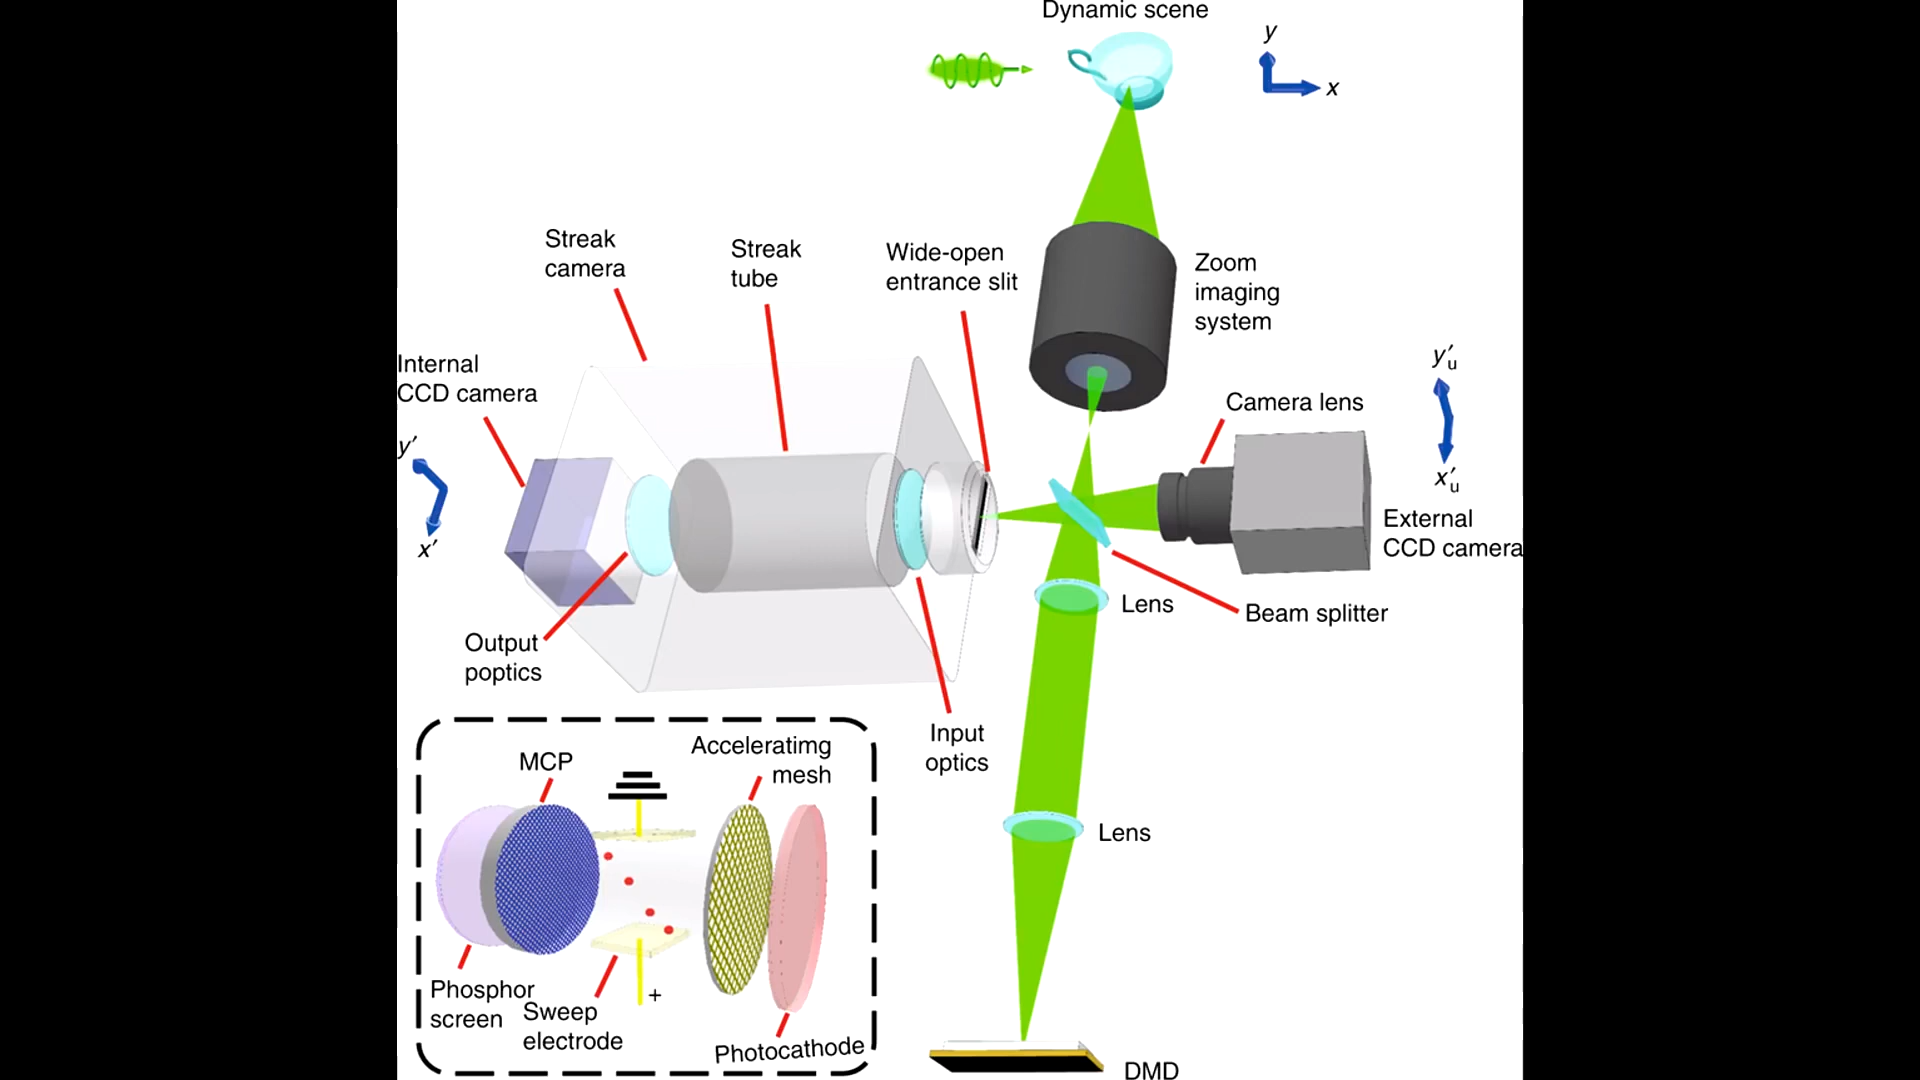 Dynamic scene
y
x
Streak
camera
Streak
tube
Wide-open
entrance slit
Zoom
imaging
system
Internal
CCD camera
y′
x′
y′u
x′u
Camera lens
External
CCD camera
Lens
Beam splitter
Output
poptics
Input
optics
Lens
MCP
Acceleratimg
mesh
Phosphor
screen
Sweep
electrode
+
Photocathode
DMD